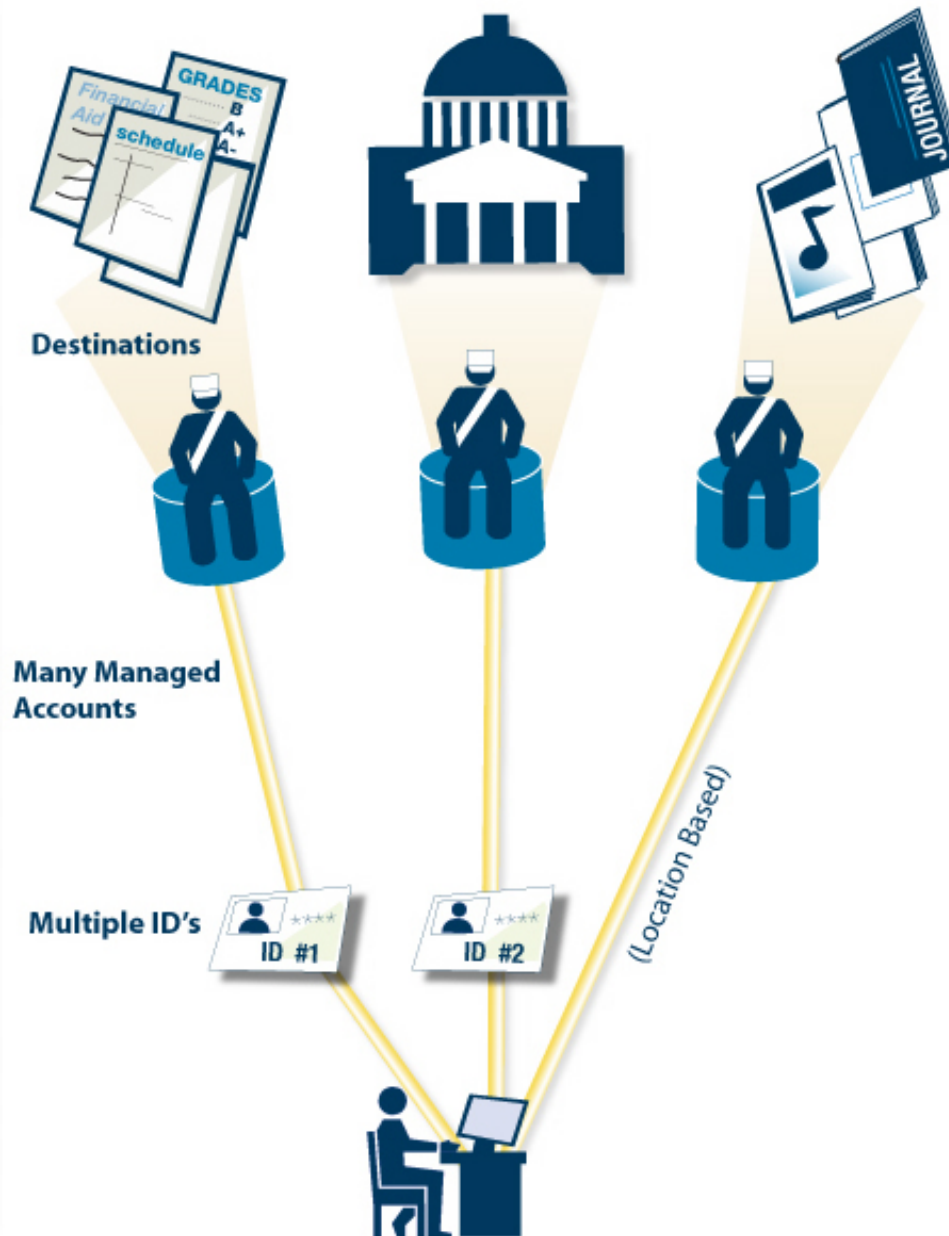 Financial
Aid
GRADES
B
A+
A-
schedule
JOURNAL
Destinations
Many Managed
Accounts
(Location Based)
Multiple ID's
****
ID #1
****
ID #2